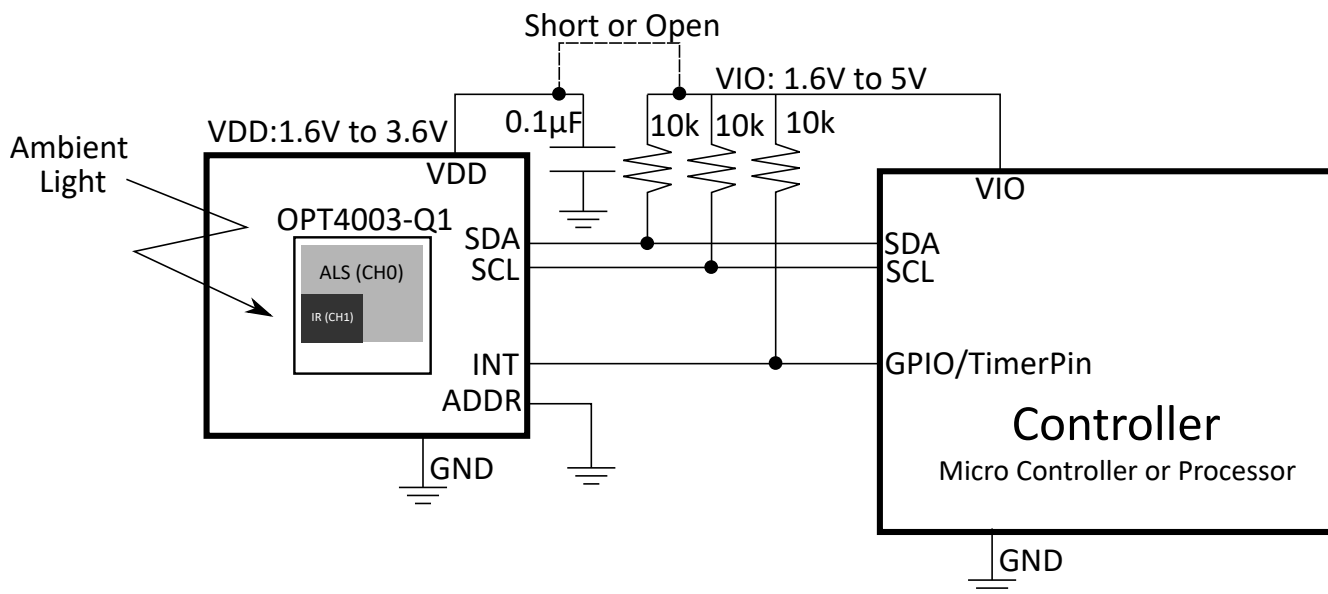 Short or Open
VIO: 1.6V to 5V
0.1µF
10k
10k
10k
VDD:1.6V to 3.6V
Ambient
Light
VDD
VIO
OPT4003-Q1
SDA
SCL
ALS (CH0)
IR (CH1)
SDA
SCL
INT
ADDR
GPIO/TimerPin
Controller
Micro Controller or Processor
GND
GND